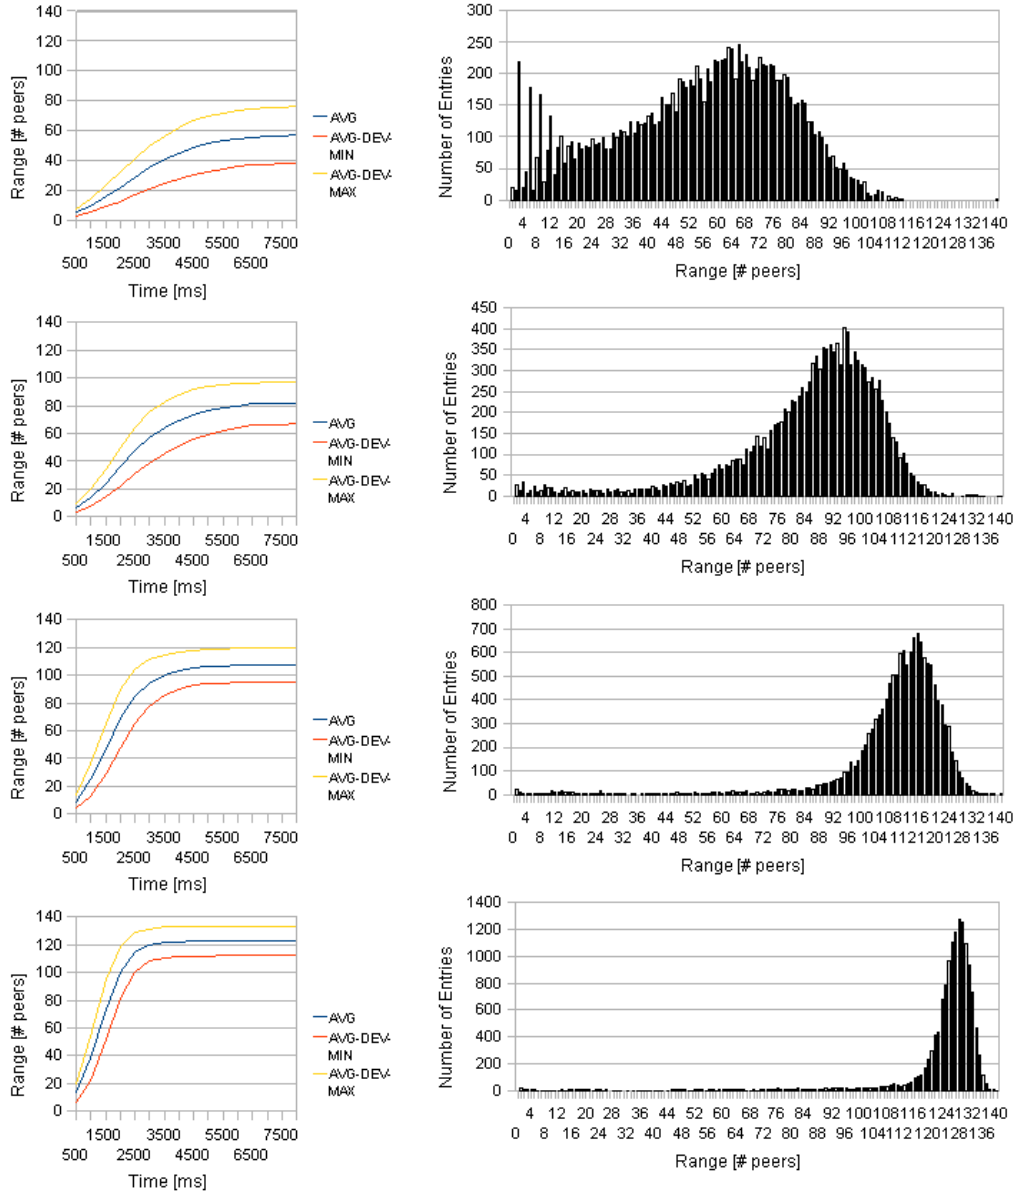 140
120
100
80
60
40
20
0
Range [# peers]
1500 3500 5500 7500
500 2500 4500 6500
Time [ms]
AVG
AVG-DEV-
MIN
AVG-DEV-
MAX
300
250
200
150
100
50
0
Number of Entries
4 12 20 28 36 44 52 60 68 76 84 92 100 108 116 124 132 140
0 8 16 24 32 40 48 56 64 72 80 88 96 104 112 120 128 136
Range [# peers]
140
120
100
80
60
40
20
0
Range [# peers]
1500 3500 5500 7500
500 2500 4500 6500
Time [ms]
AVG
AVG-DEV-
MIN
AVG-DEV-
MAX
450
400
350
300
250
200
150
100
50
0
Number of Entries
4 12 20 28 36 44 52 60 68 76 84 92 100 108 116 124 132 140
0 8 16 24 32 40 48 56 64 72 80 88 96 104 112 120 128 136
Range [# peers]
140
120
100
80
60
40
20
0
Range [# peers]
1500 3500 5500 7500
500 2500 4500 6500
Time [ms]
AVG
AVG-DEV-
MIN
AVG-DEV-
MAX
800
700
600
500
400
300
200
100
0
Number of Entries
4 12 20 28 36 44 52 60 68 76 84 92 100 108 116 124 132 140
0 8 16 24 32 40 48 56 64 72 80 88 96 104 112 120 128 136
Range [# peers]
140
120
100
80
60
40
20
0
Range [# peers]
1500 3500 5500 7500
500 2500 4500 6500
Time [ms]
AVG
AVG-DEV-
MIN
AVG-DEV-
MAX
1400
1200
1000
800
600
400
200
0
Number of Entries
4 12 20 28 36 44 52 60 68 76 84 92 100 108 116 124 132 140
0 8 16 24 32 40 48 56 64 72 80 88 96 104 112 120 128 136
Range [# peers]